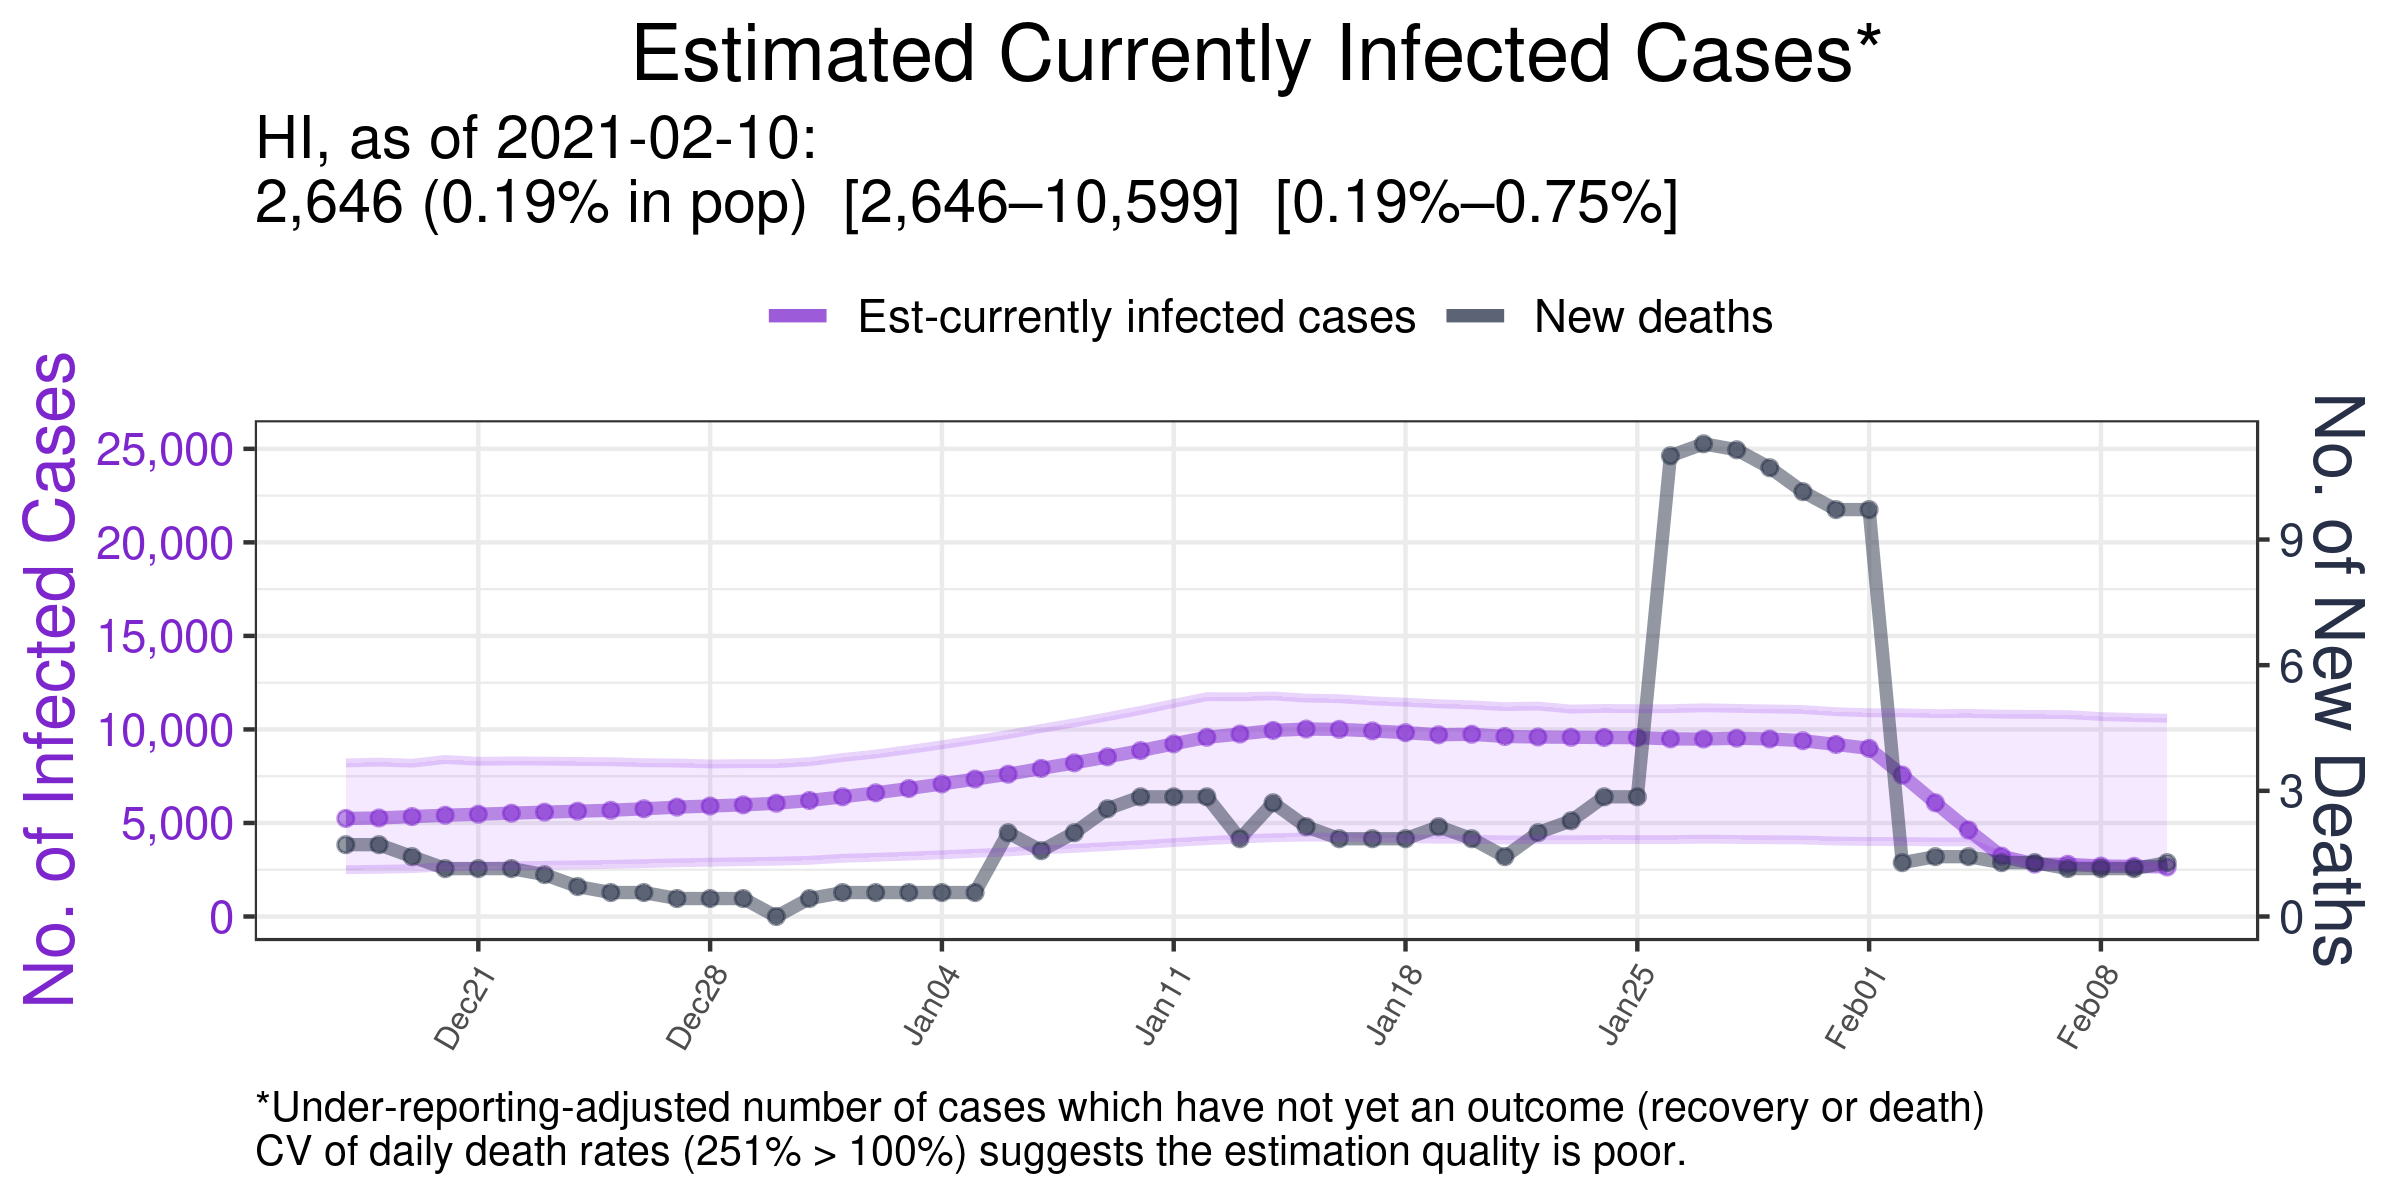 Estimated Currently Infected Cases*
HI, as of 2021-02-10:
2,646 (0.19% in pop)  [2,646–10,599]  [0.19%–0.75%]
Est-currently infected cases
New deaths
No. of Infected Cases
25,000
20,000
15,000
10,000
5,000
0
No. of New Deaths
9
6
3
0
Dec21
Dec28
Jan04
Jan11
Jan18
Jan25
Feb01
Feb08
*Under-reporting-adjusted number of cases which have not yet an outcome (recovery or death)
CV of daily death rates (251% > 100%) suggests the estimation quality is poor.